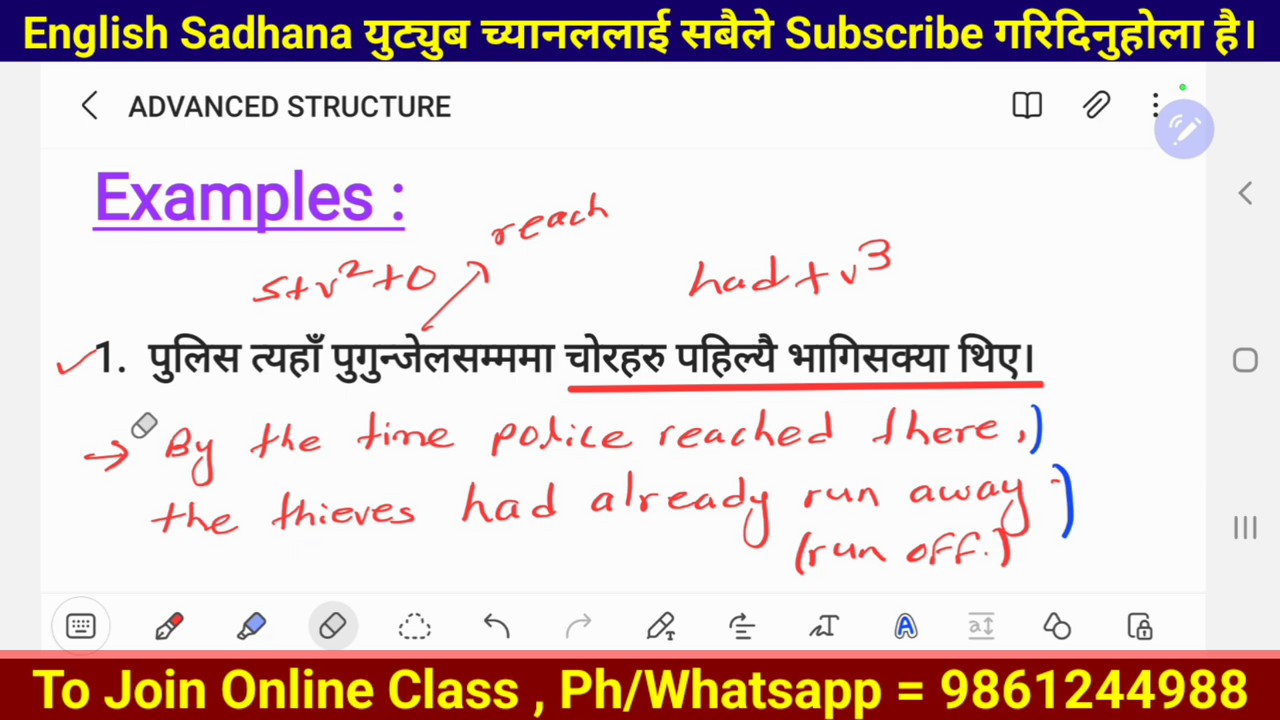 English Sadhana युट्युब च्यानललाई सबैले Subscribe गरिदिनुहोला है।
ADVANCED STRUCTURE
Examples :
reach
s+v²+o
had+v³
1. पुलिस त्यहाँ पुगुन्जेलसम्ममा चोरहरु पहिल्यै भागिसक्या थिए।
→ By the time police reached there,)
the thieves had already run away.)
(run off.)
To Join Online Class , Ph/Whatsapp = 9861244988